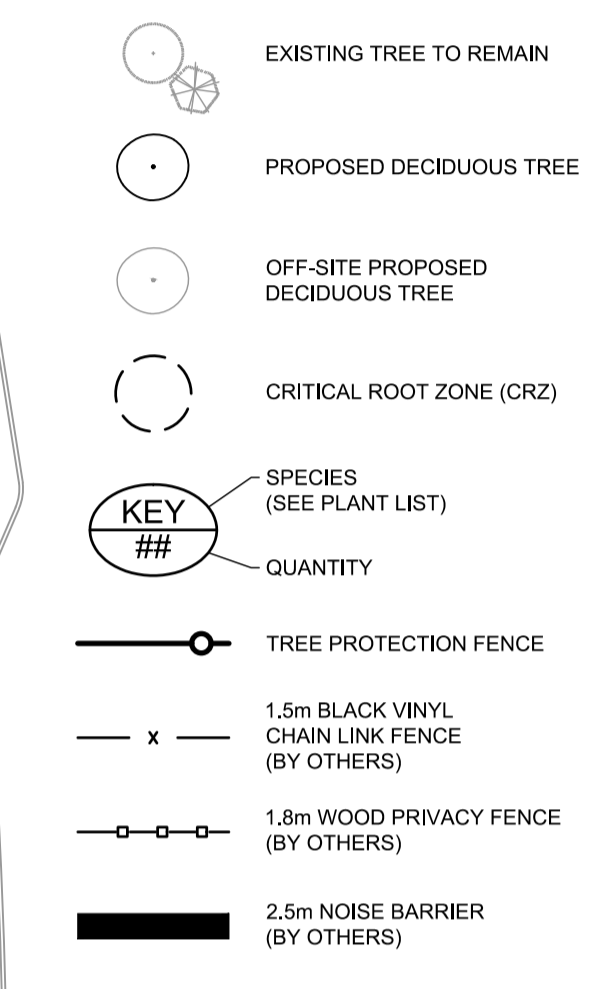 EXISTING TREE TO REMAIN
PROPOSED DECIDUOUS TREE
OFF-SITE PROPOSED
DECIDUOUS TREE
CRITICAL ROOT ZONE (CRZ)
KEY
##
SPECIES
(SEE PLANT LIST)
QUANTITY
TREE PROTECTION FENCE
x
1.5m BLACK VINYL
CHAIN LINK FENCE
(BY OTHERS)
1.8m WOOD PRIVACY FENCE
(BY OTHERS)
2.5m NOISE BARRIER
(BY OTHERS)